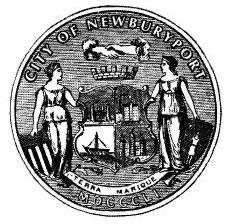 CITY OF NEWBURYPORT
TERRA MARIQUE
MDCCCLI